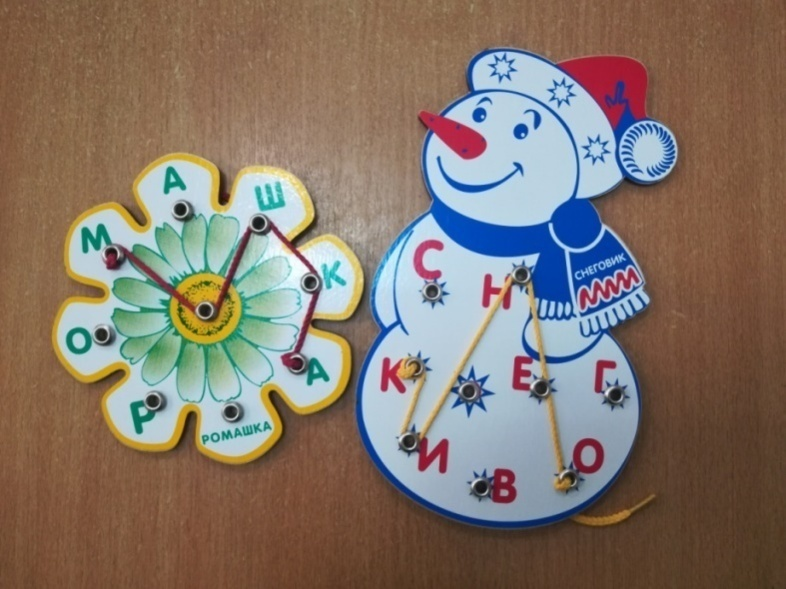 А
Ш
М
К
О
А
Р
РОМАШКА
СНЕГОВИК
С
Н
К
Е
Г
И
В
О